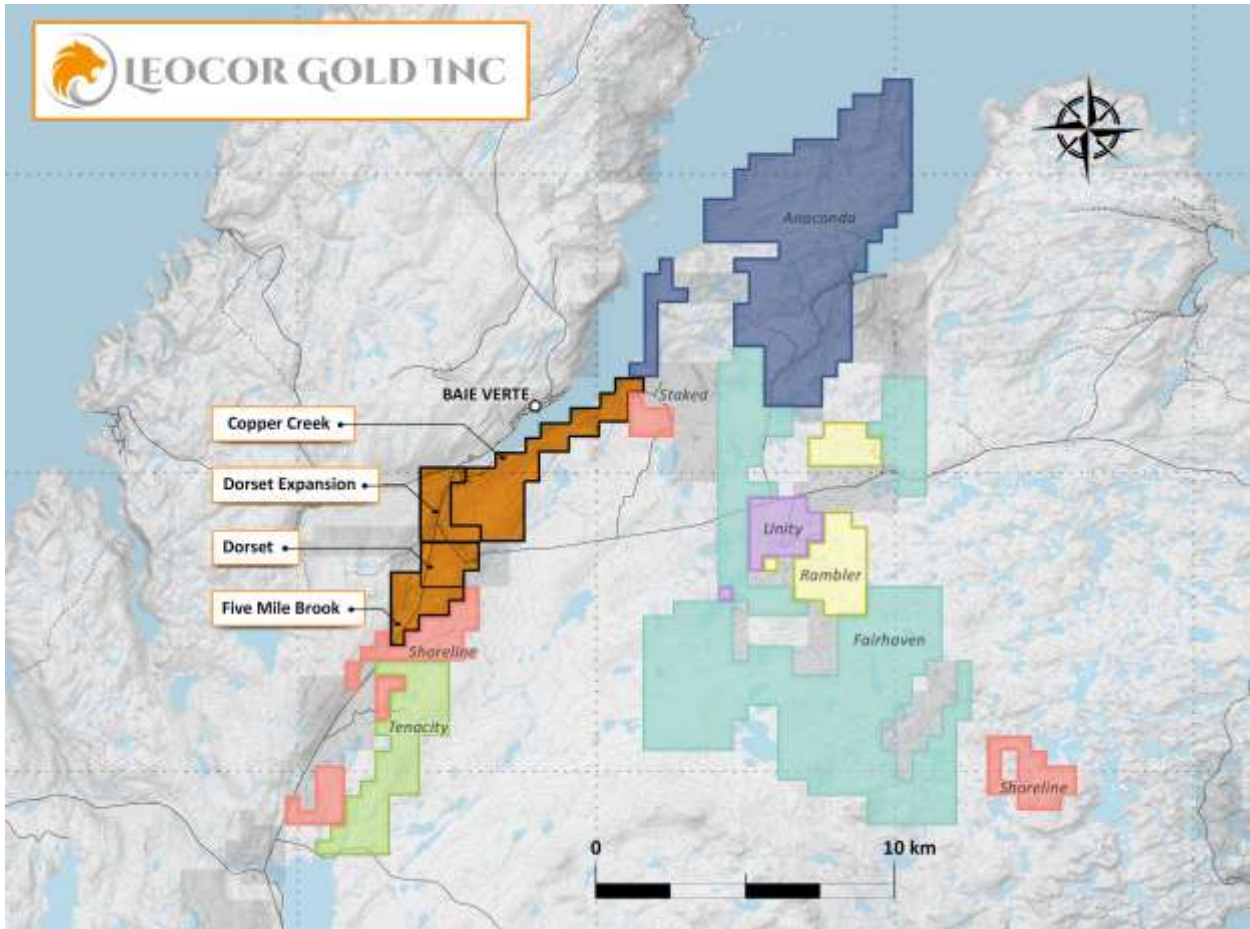 LEOCOR GOLD INC
Anaconda
BAIE VERTE
Staked
Copper Creek
Dorset Expansion
Unity
Dorset
Rambler
Five Mile Brook
Shoreline
Fairhaven
Tenacity
Shoreline
0
10 km